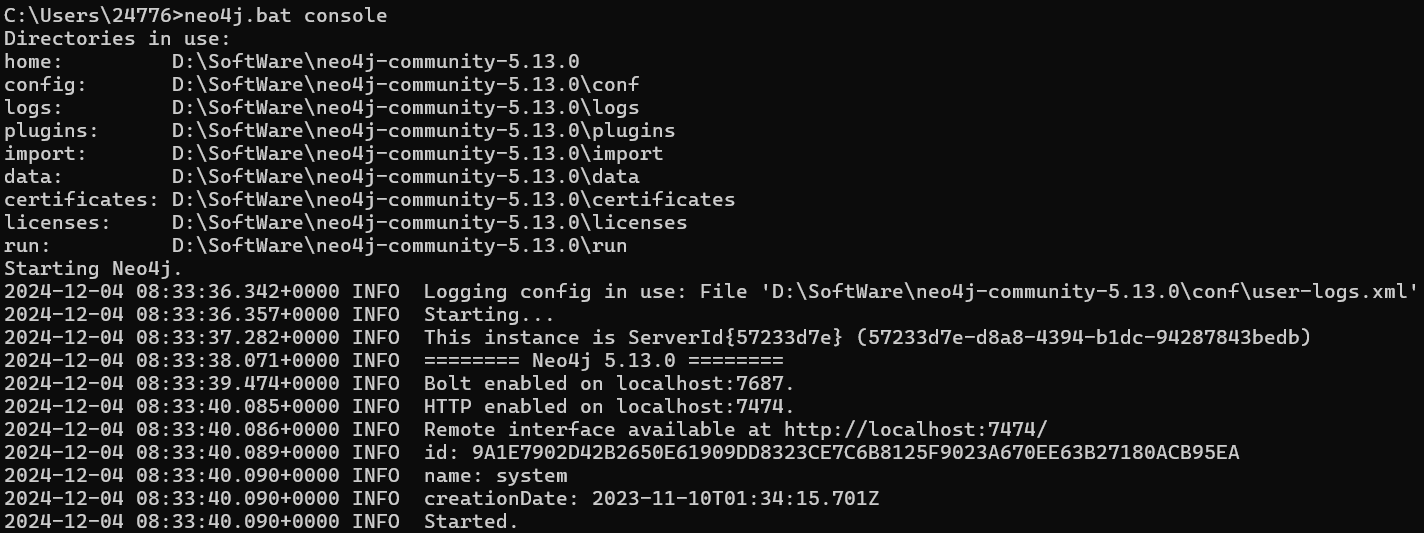 C:\Users\24776>neo4j.bat console
Directories in use:
home:         D:\SoftWare\neo4j-community-5.13.0
config:       D:\SoftWare\neo4j-community-5.13.0\conf
logs:         D:\SoftWare\neo4j-community-5.13.0\logs
plugins:      D:\SoftWare\neo4j-community-5.13.0\plugins
import:       D:\SoftWare\neo4j-community-5.13.0\import
data:         D:\SoftWare\neo4j-community-5.13.0\data
certificates: D:\SoftWare\neo4j-community-5.13.0\certificates
licenses:     D:\SoftWare\neo4j-community-5.13.0\licenses
run:          D:\SoftWare\neo4j-community-5.13.0\run
Starting Neo4j.
2024-12-04 08:33:36.342+0000 INFO  Logging config in use: File 'D:\SoftWare\neo4j-community-5.13.0\conf\user-logs.xml'
2024-12-04 08:33:36.357+0000 INFO  Starting...
2024-12-04 08:33:37.282+0000 INFO  This instance is ServerId{57233d7e} (57233d7e-d8a8-4394-b1dc-94287843bedb)
2024-12-04 08:33:38.071+0000 INFO  ======== Neo4j 5.13.0 ========
2024-12-04 08:33:39.474+0000 INFO  Bolt enabled on localhost:7687.
2024-12-04 08:33:40.085+0000 INFO  HTTP enabled on localhost:7474.
2024-12-04 08:33:40.086+0000 INFO  Remote interface available at http://localhost:7474/
2024-12-04 08:33:40.089+0000 INFO  id: 9A1E7902D42B2650E61909DD8323CE7C6B8125F9023A670EE63B27180ACB95EA
2024-12-04 08:33:40.090+0000 INFO  name: system
2024-12-04 08:33:40.090+0000 INFO  creationDate: 2023-11-10T01:34:15.701Z
2024-12-04 08:33:40.090+0000 INFO  Started.